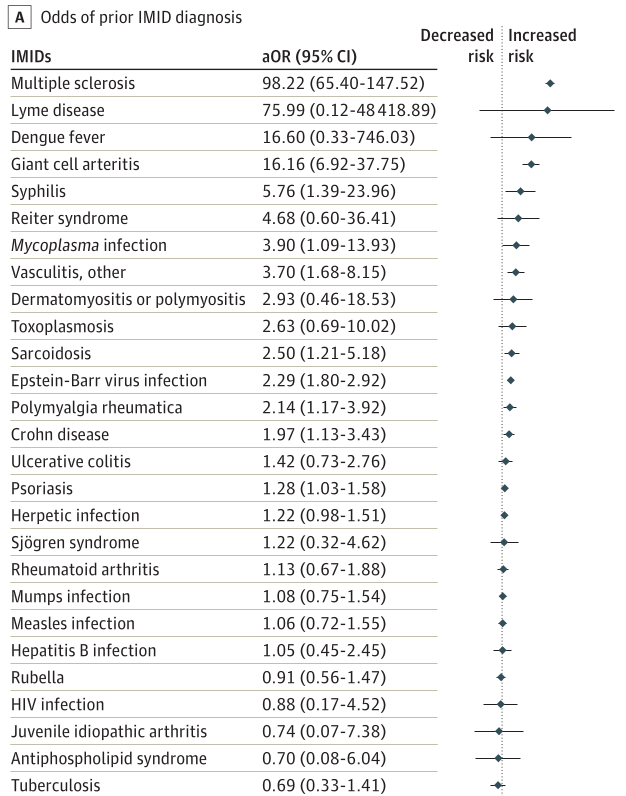 A Odds of prior IMID diagnosis
Decreased risk Increased risk
IMIDs aOR (95% CI)
Multiple sclerosis 98.22 (65.40-147.52)
Lyme disease 75.99 (0.12-48 418.89)
Dengue fever 16.60 (0.33-746.03)
Giant cell arteritis 16.16 (6.92-37.75)
Syphilis 5.76 (1.39-23.96)
Reiter syndrome 4.68 (0.60-36.41)
Mycoplasma infection 3.90 (1.09-13.93)
Vasculitis, other 3.70 (1.68-8.15)
Dermatomyositis or polymyositis 2.93 (0.46-18.53)
Toxoplasmosis 2.63 (0.69-10.02)
Sarcoidosis 2.50 (1.21-5.18)
Epstein-Barr virus infection 2.29 (1.80-2.92)
Polymyalgia rheumatica 2.14 (1.17-3.92)
Crohn disease 1.97 (1.13-3.43)
Ulcerative colitis 1.42 (0.73-2.76)
Psoriasis 1.28 (1.03-1.58)
Herpetic infection 1.22 (0.98-1.51)
Sjögren syndrome 1.22 (0.32-4.62)
Rheumatoid arthritis 1.13 (0.67-1.88)
Mumps infection 1.08 (0.75-1.54)
Measles infection 1.06 (0.72-1.55)
Hepatitis B infection 1.05 (0.45-2.45)
Rubella 0.91 (0.56-1.47)
HIV infection 0.88 (0.17-4.52)
Juvenile idiopathic arthritis 0.74 (0.07-7.38)
Antiphospholipid syndrome 0.70 (0.08-6.04)
Tuberculosis 0.69 (0.33-1.41)